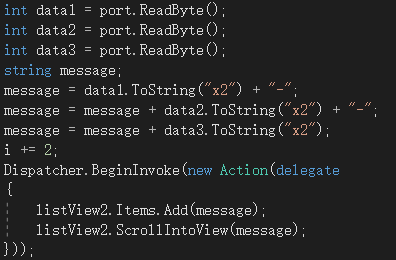 int data1 = port.ReadByte();
int data2 = port.ReadByte();
int data3 = port.ReadByte();
string message;
message = data1.ToString("x2") + "-";
message = message + data2.ToString("x2") + "-";
message = message + data3.ToString("x2");
i += 2;
Dispatcher.BeginInvoke(new Action(delegate
{
    listView2.Items.Add(message);
    listView2.ScrollIntoView(message);
}));